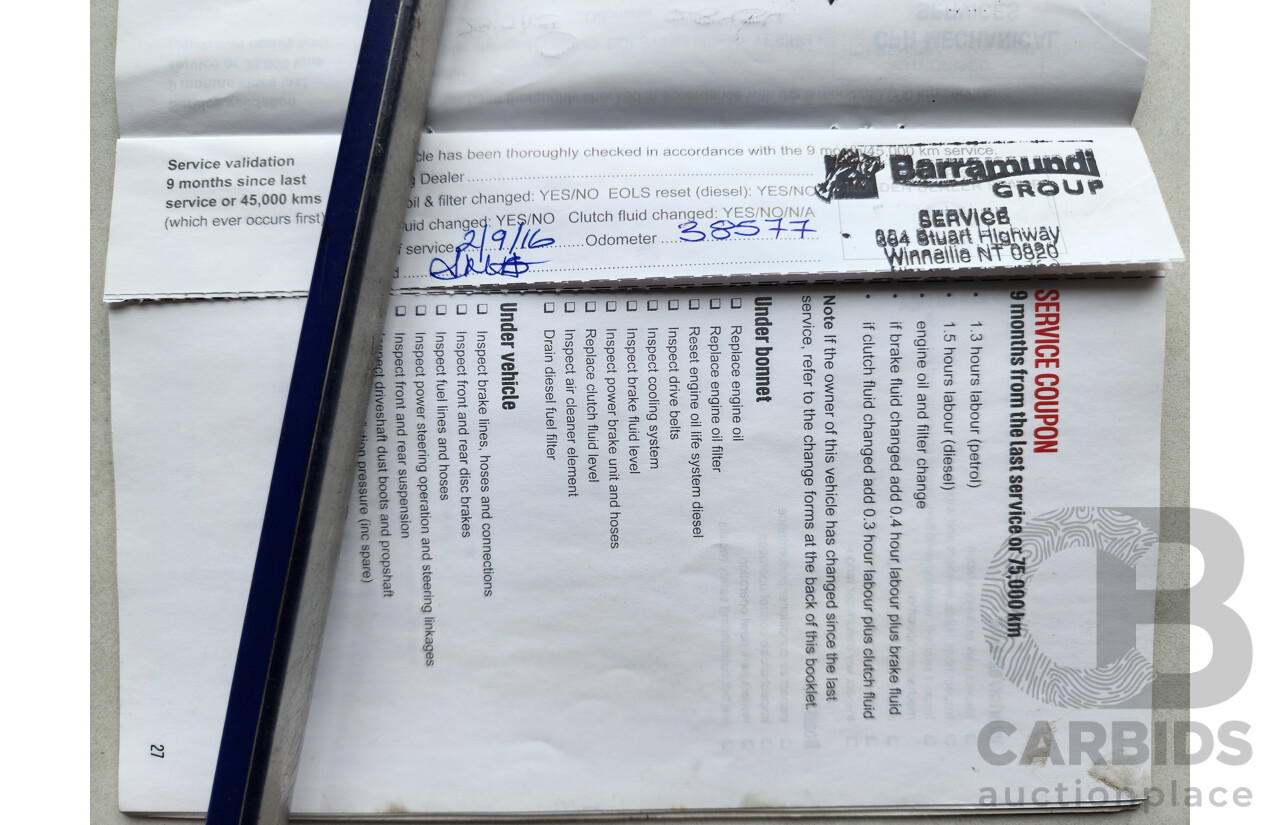 Service validation
9 months since last
service or 45,000 kms
(which ever occurs first)
cle has been thoroughly checked in accordance with the 9 months/45,000 km service.
g Dealer
oil & filter changed: YES/NO EOLS reset (diesel): YES/NO
uid changed: YES/NO Clutch fluid changed: YES/NO/N/A
f service 2/9/16 Odometer 38577
d
Barramundi
GROUP
SERVICE
Stuart Highway
Winnellie NT 0820
SERVICE COUPON
9 months from the last service or 75,000 km
• 1.3 hours labour (petrol)
• 1.5 hours labour (diesel)
• engine oil and filter change
• if brake fluid changed add 0.4 hour labour plus brake fluid
• if clutch fluid changed add 0.3 hour labour plus clutch fluid
Note If the owner of this vehicle has changed since the last
service, refer to the change forms at the back of this booklet.
Under bonnet
❑ Replace engine oil
❑ Replace engine oil filter
❑ Reset engine oil life system diesel
❑ Inspect drive belts
❑ Inspect cooling system
❑ Inspect brake fluid level
❑ Inspect power brake unit and hoses
❑ Replace clutch fluid level
❑ Inspect air cleaner element
❑ Drain diesel fuel filter
Under vehicle
❑ Inspect brake lines, hoses and connections
❑ Inspect front and rear disc brakes
❑ Inspect fuel lines and hoses
❑ Inspect power steering operation and steering linkages
❑ Inspect front and rear suspension
Inspect driveshaft dust boots and propshaft
pressure (inc spare)
27
CARBIDS
auctionplace